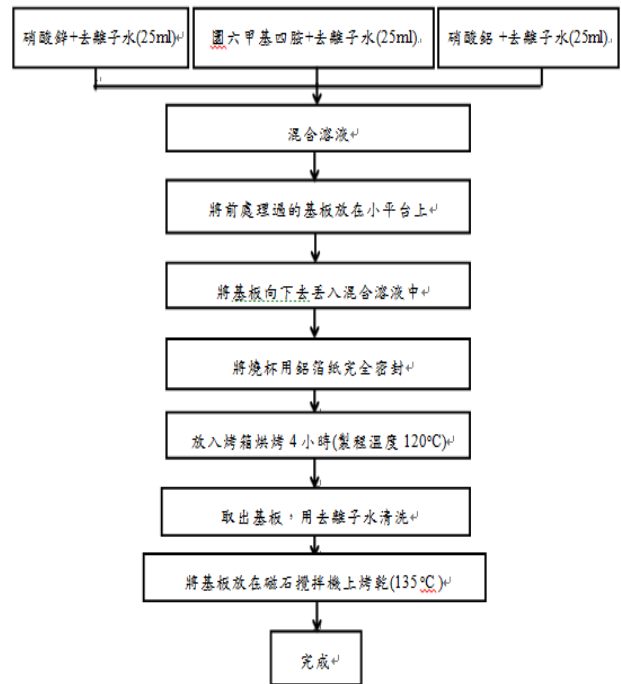 硝酸鋅+去離子水(25ml)
圜六甲基四胺+去離子水(25ml)
硝酸鋁 +去離子水(25ml)
混合溶液
將前處理過的基板放在小平台上
將基板向下去丟入混合溶液中
將燒杯用鋁箔紙完全密封
放入烤箱烘烤 4 小時(製程溫度 120°C)
取出基板，用去離子水清洗
將基板放在磁石攪拌機上烤乾(135°C)
完成